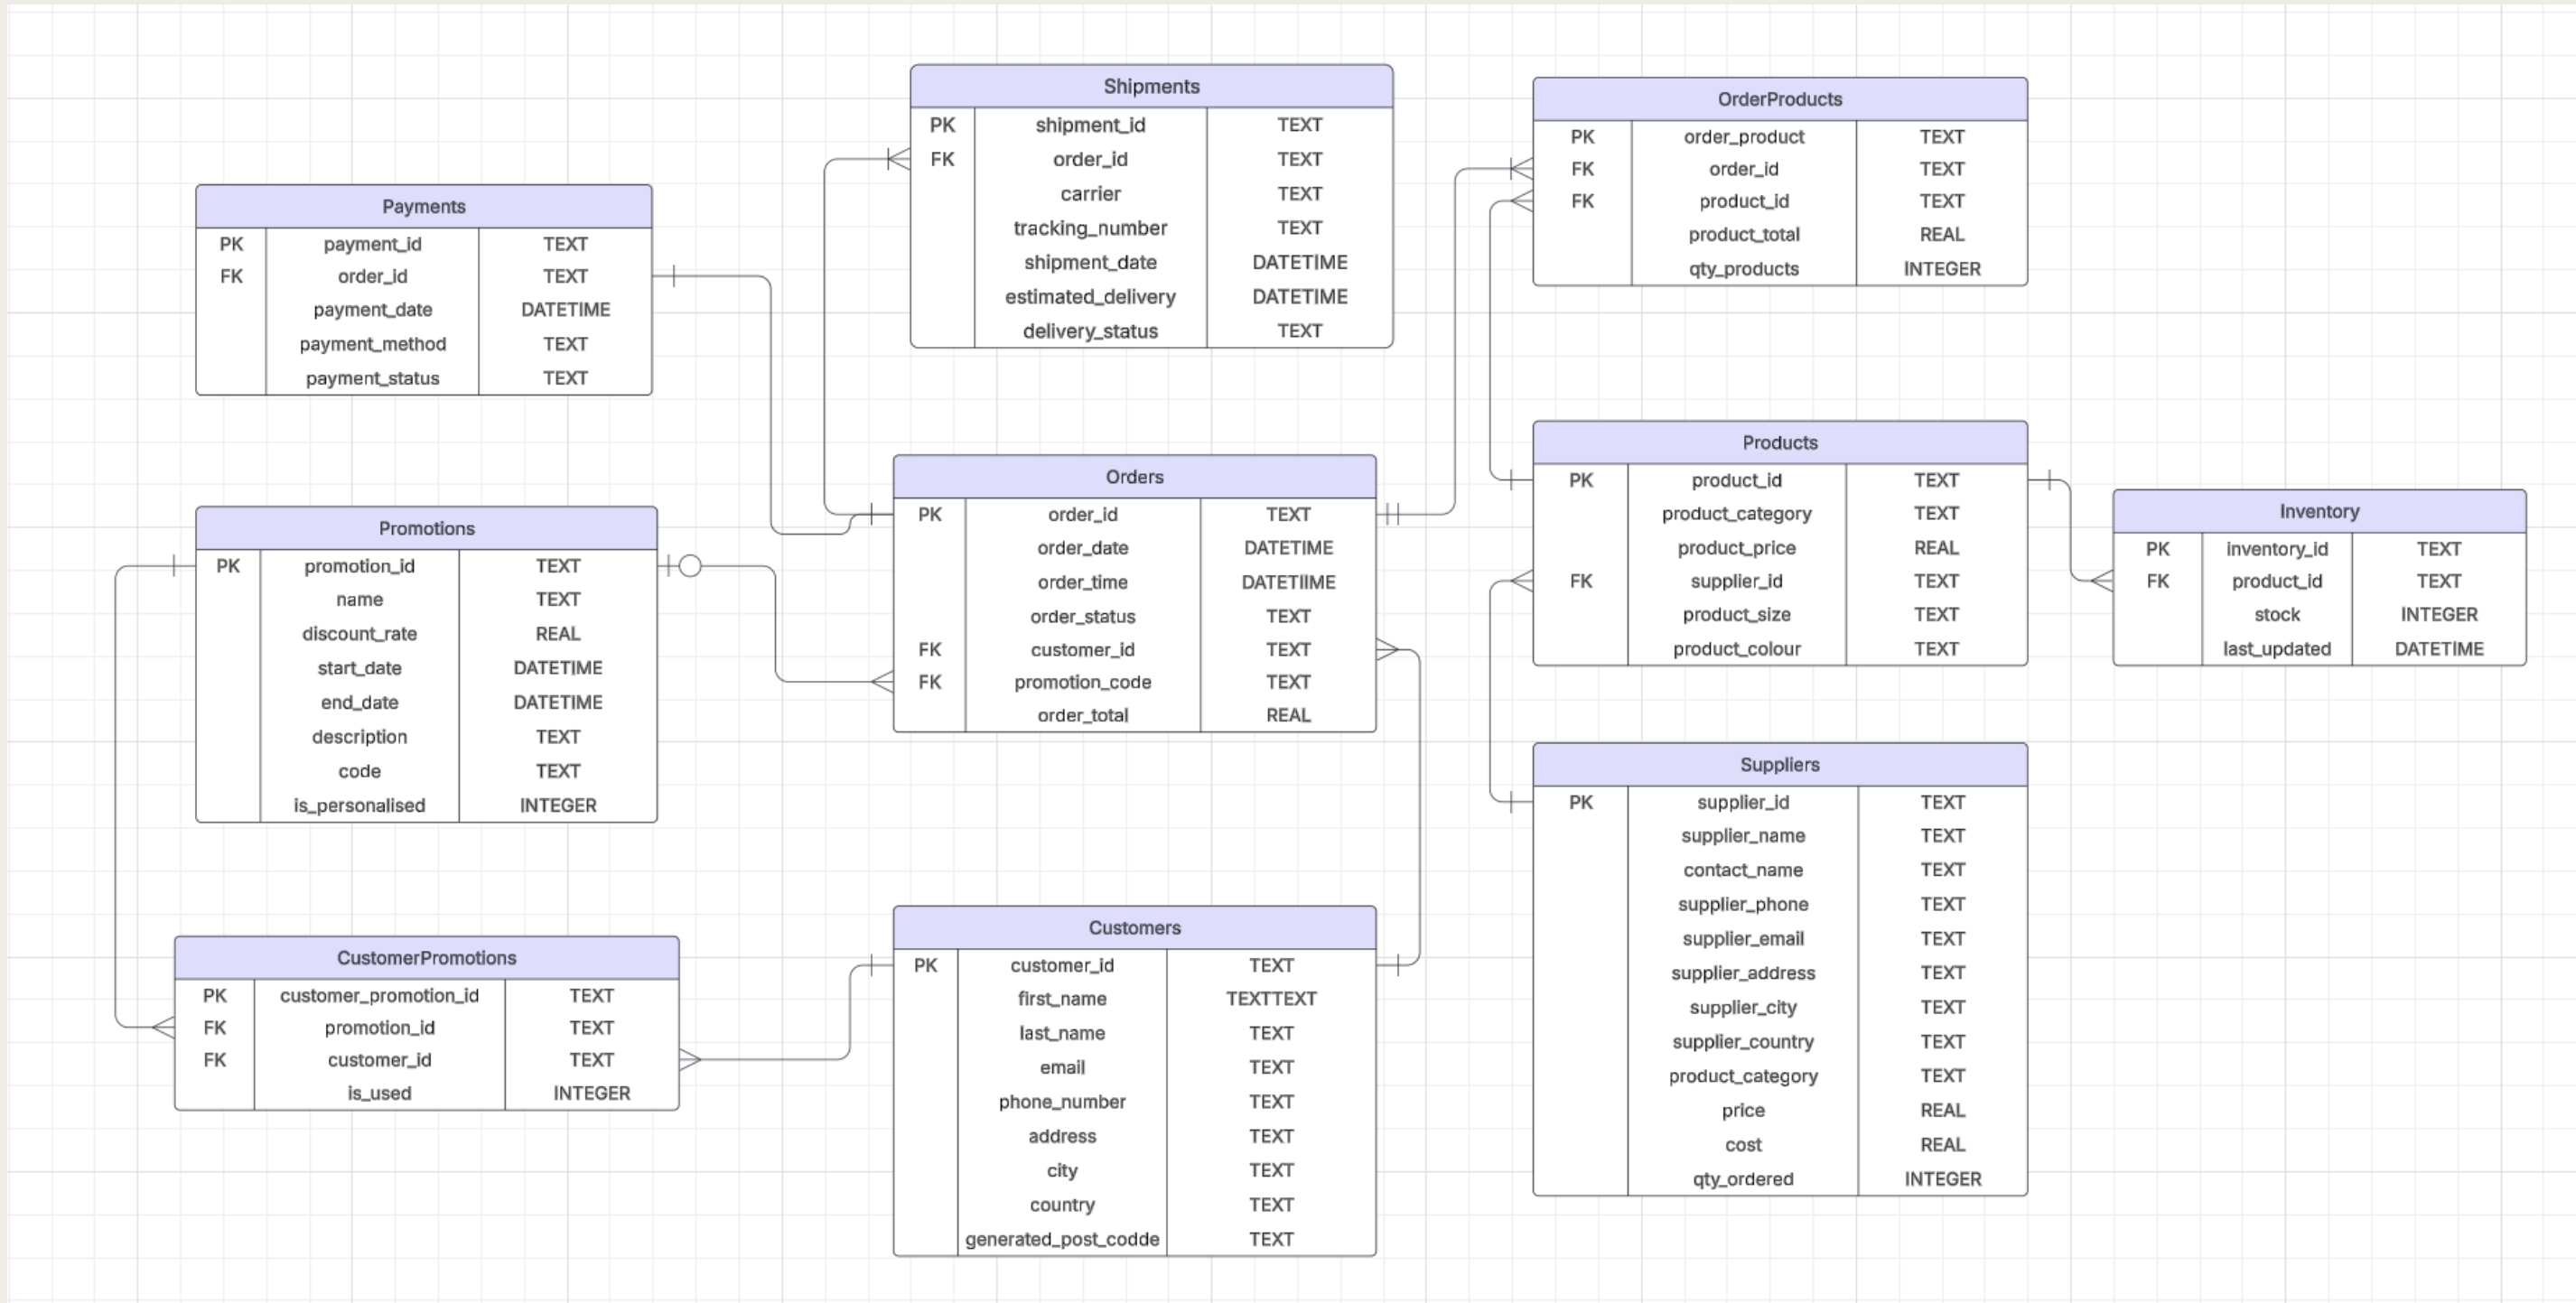 Shipments
PK shipment_id TEXT
FK order_id TEXT
carrier TEXT
tracking_number TEXT
shipment_date DATETIME
estimated_delivery DATETIME
delivery_status TEXT
OrderProducts
PK order_product TEXT
FK order_id TEXT
FK product_id TEXT
product_total REAL
qty_products INTEGER
Payments
PK payment_id TEXT
FK order_id TEXT
payment_date DATETIME
payment_method TEXT
payment_status TEXT
Orders
PK order_id TEXT
order_date DATETIME
order_time DATETIIME
order_status TEXT
FK customer_id TEXT
FK promotion_code TEXT
order_total REAL
Products
PK product_id TEXT
product_category TEXT
product_price REAL
FK supplier_id TEXT
product_size TEXT
product_colour TEXT
Inventory
PK inventory_id TEXT
FK product_id TEXT
stock INTEGER
last_updated DATETIME
Promotions
PK promotion_id TEXT
name TEXT
discount_rate REAL
start_date DATETIME
end_date DATETIME
description TEXT
code TEXT
is_personalised INTEGER
Suppliers
PK supplier_id TEXT
supplier_name TEXT
contact_name TEXT
supplier_phone TEXT
supplier_email TEXT
supplier_address TEXT
supplier_city TEXT
supplier_country TEXT
product_category TEXT
price REAL
cost REAL
qty_ordered INTEGER
CustomerPromotions
PK customer_promotion_id TEXT
FK promotion_id TEXT
FK customer_id TEXT
is_used INTEGER
Customers
PK customer_id TEXT
first_name TEXTTEXT
last_name TEXT
email TEXT
phone_number TEXT
address TEXT
city TEXT
country TEXT
generated_post_codde TEXT